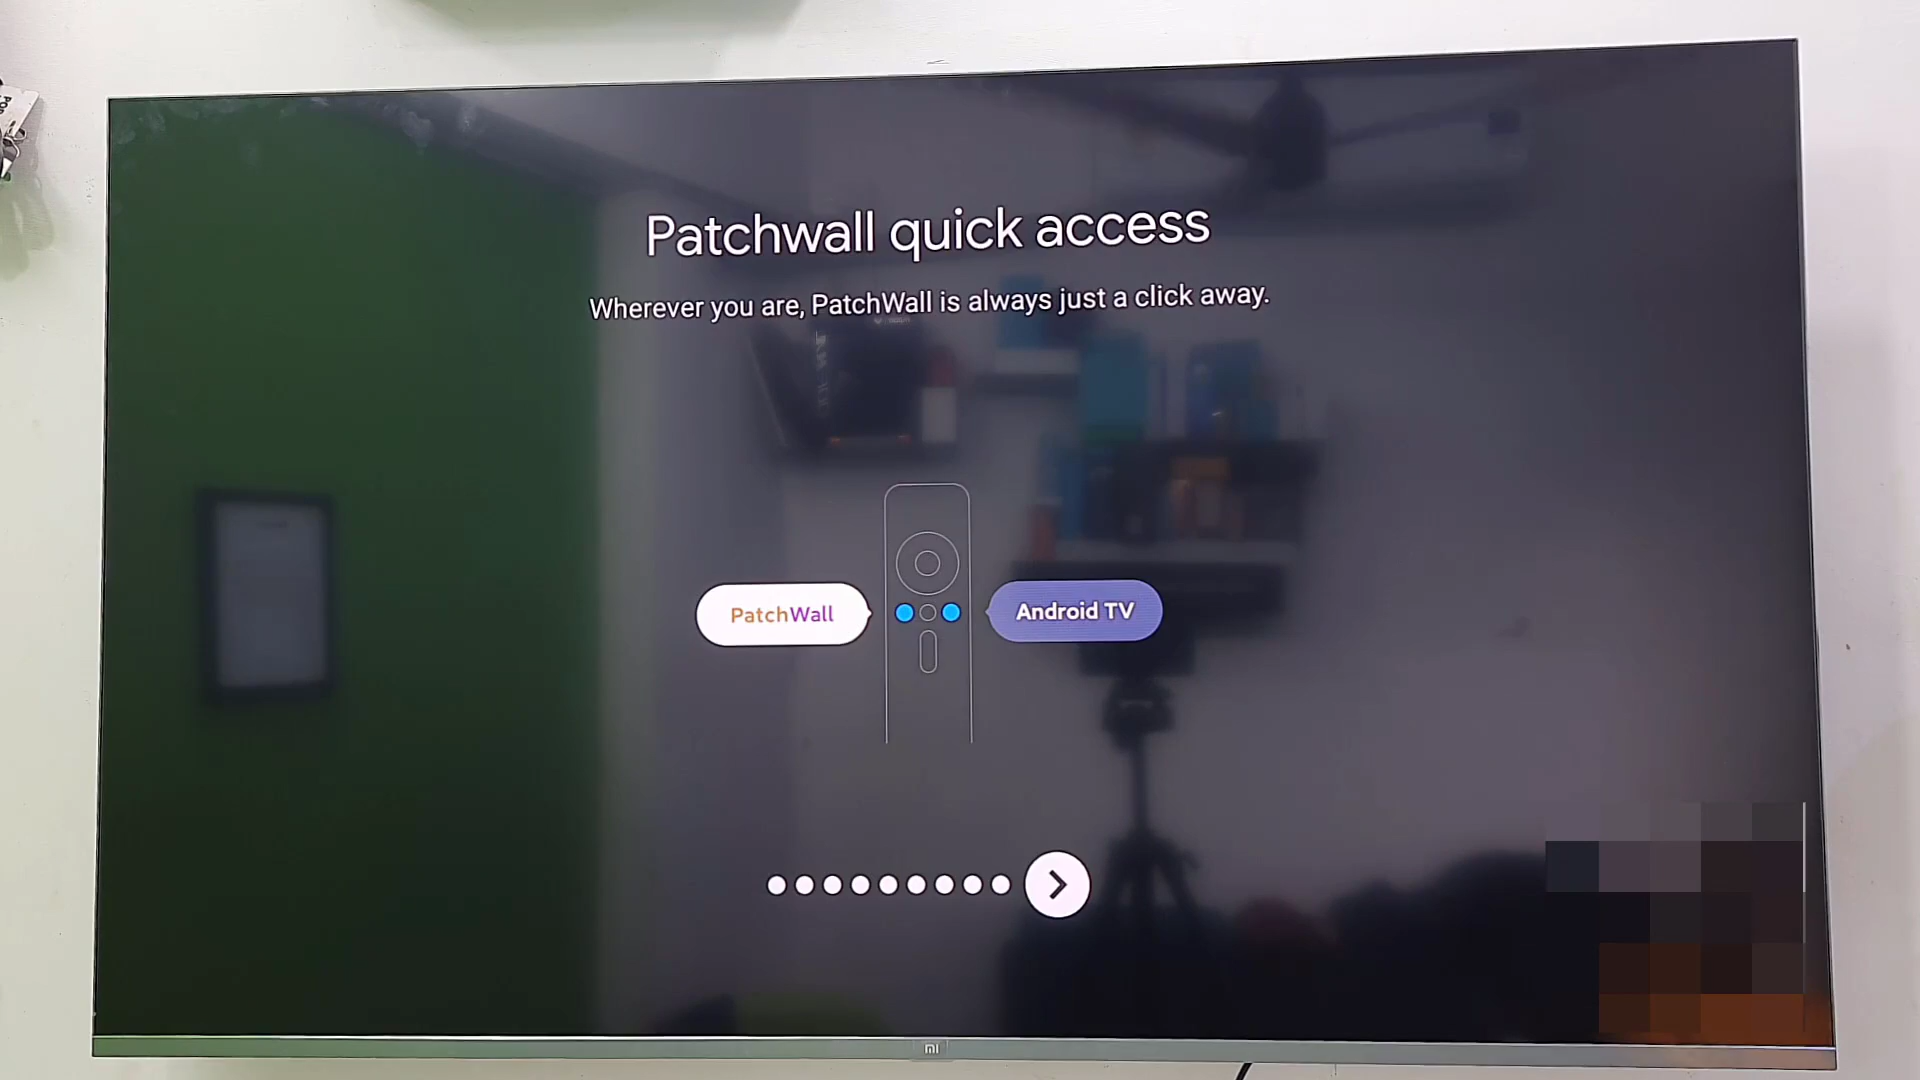 Patchwall quick access
Wherever you are, PatchWall is always just a click away.
PatchWall
Android TV
mi